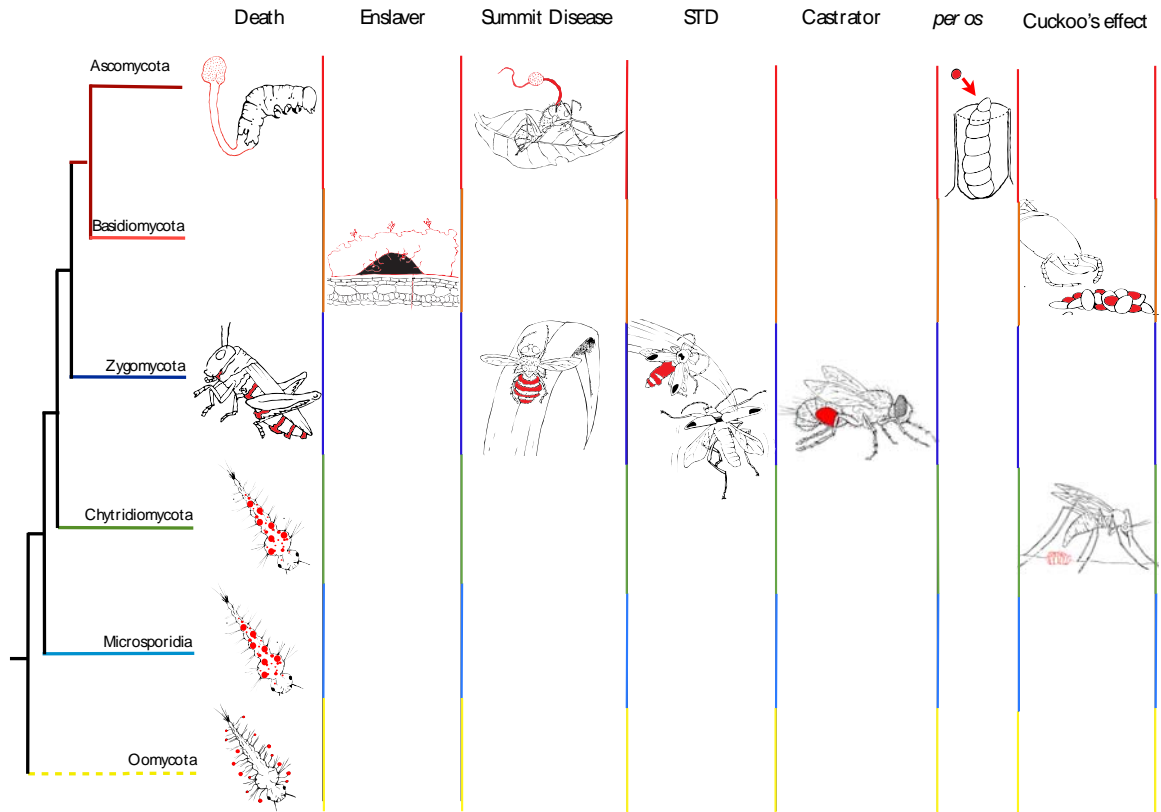 Death Enslaver Summit Disease STD Castrator per os Cuckoo's effect
Ascomycota
Basidiomycota
Zygomycota
Chytridiomycota
Microsporidia
Oomycota